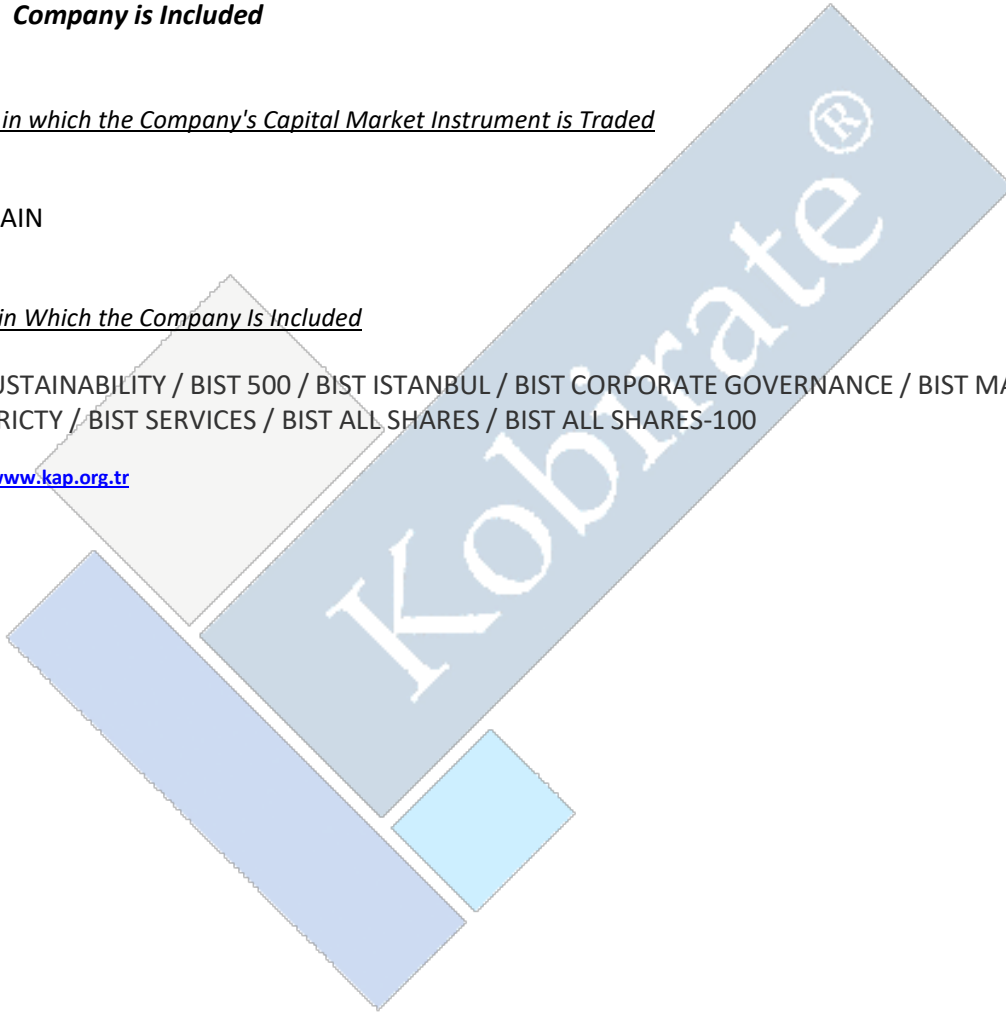 Company is Included
in which the Company's Capital Market Instrument is Traded
AIN
in Which the Company Is Included
USTAINABILITY / BIST 500 / BIST ISTANBUL / BIST CORPORATE GOVERNANCE / BIST MA
RICTY / BIST SERVICES / BIST ALL SHARES / BIST ALL SHARES-100
www.kap.org.tr
Kobirate ®